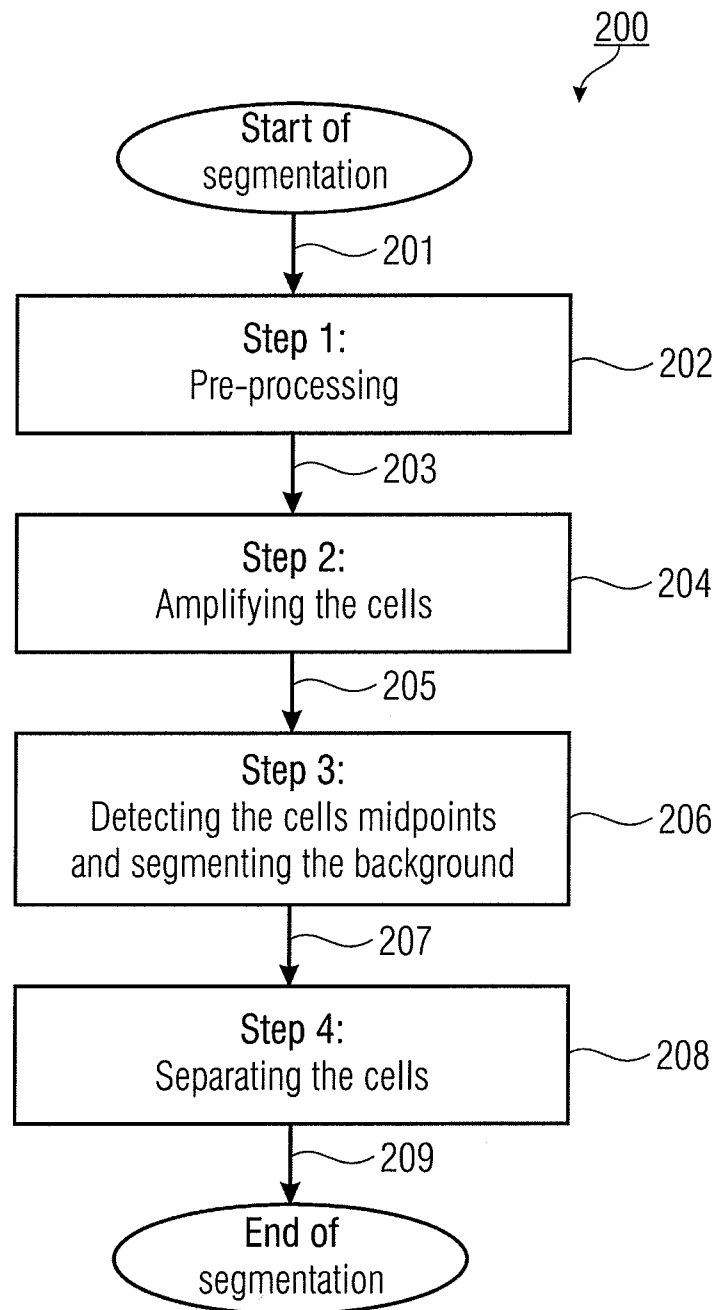 200
Start of
segmentation
201
Step 1:
Pre-processing
202
203
Step 2:
Amplifying the cells
204
205
Step 3:
Detecting the cells midpoints
and segmenting the background
206
207
Step 4:
Separating the cells
208
209
End of
segmentation